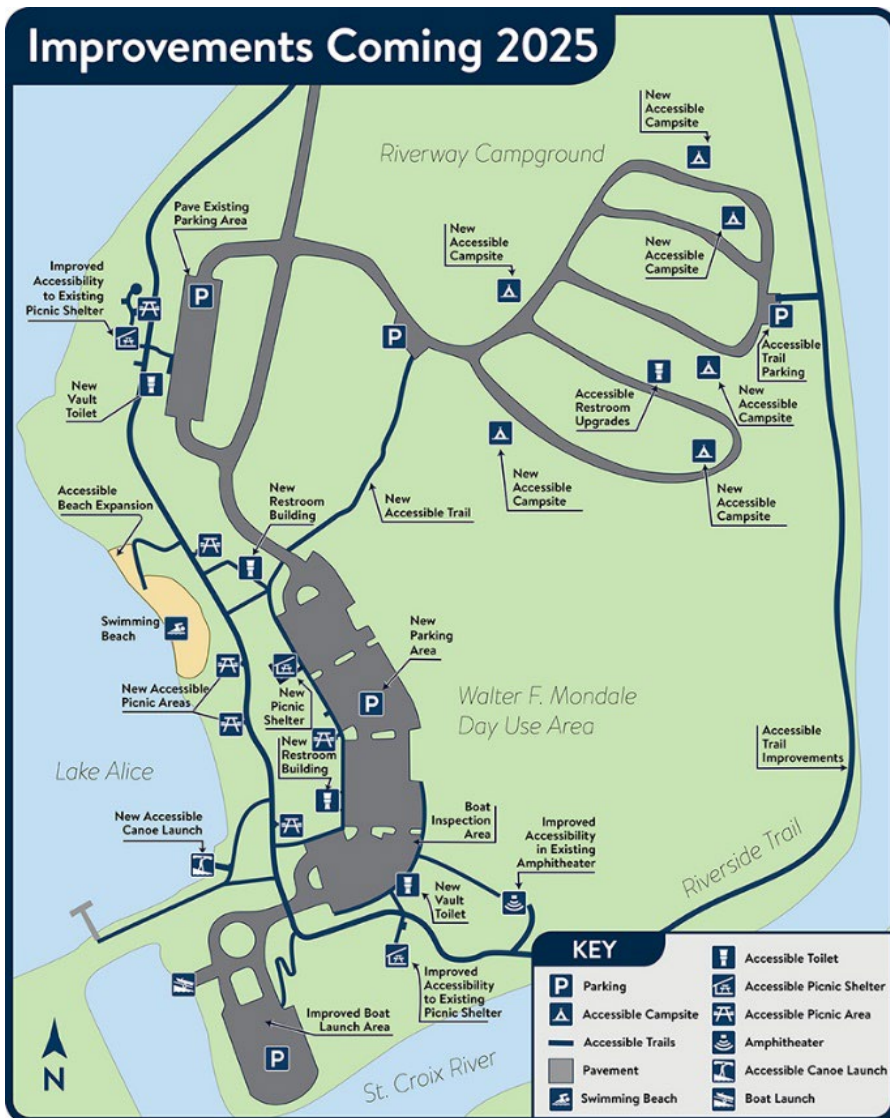 Improvements Coming 2025
New
Accessible
Campsite
Riverway Campground
Pave Existing
Parking Area
New
Accessible
Campsite
New
Accessible
Campsite
Improved
Accessibility
to Existing
Picnic Shelter
P
P
P
Accessible
Trail
Parking
New
Vault
Toilet
Accessible
Restroom
Upgrades
New
Accessible
Campsite
New
Accessible
Campsite
New
Accessible
Campsite
Accessible
Beach Expansion
New
Restroom
Building
New
Accessible Trail
Swimming
Beach
New
Parking
Area
P
New Accessible
Picnic Areas
New
Picnic
Shelter
Walter F. Mondale
Day Use Area
New
Restroom
Building
Accessible
Trail
Improvements
Lake Alice
New Accessible
Canoe Launch
Boat
Inspection
Area
Improved
Accessibility
in Existing
Amphitheater
Riverside Trail
New
Vault
Toilet
Improved
Accessibility
to Existing
Picnic Shelter
Improved Boat
Launch Area
P
St. Croix River
N
KEY
P Parking
Accessible Campsite
Accessible Trails
Pavement
Swimming Beach
Accessible Toilet
Accessible Picnic Shelter
Accessible Picnic Area
Amphitheater
Accessible Canoe Launch
Boat Launch